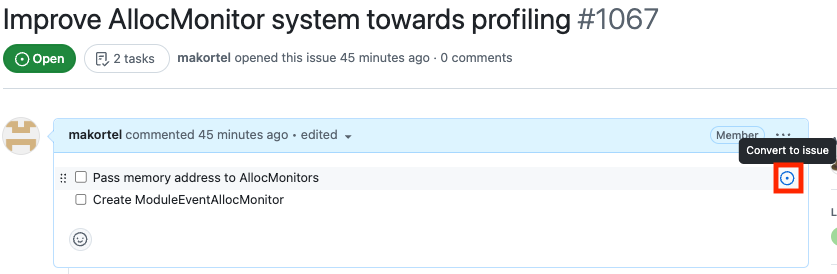 Improve AllocMonitor system towards profiling #1067
Open 2 tasks makortel opened this issue 45 minutes ago · 0 comments
makortel commented 45 minutes ago • edited Member ...
Convert to issue
Pass memory address to AllocMonitors
Create ModuleEventAllocMonitor